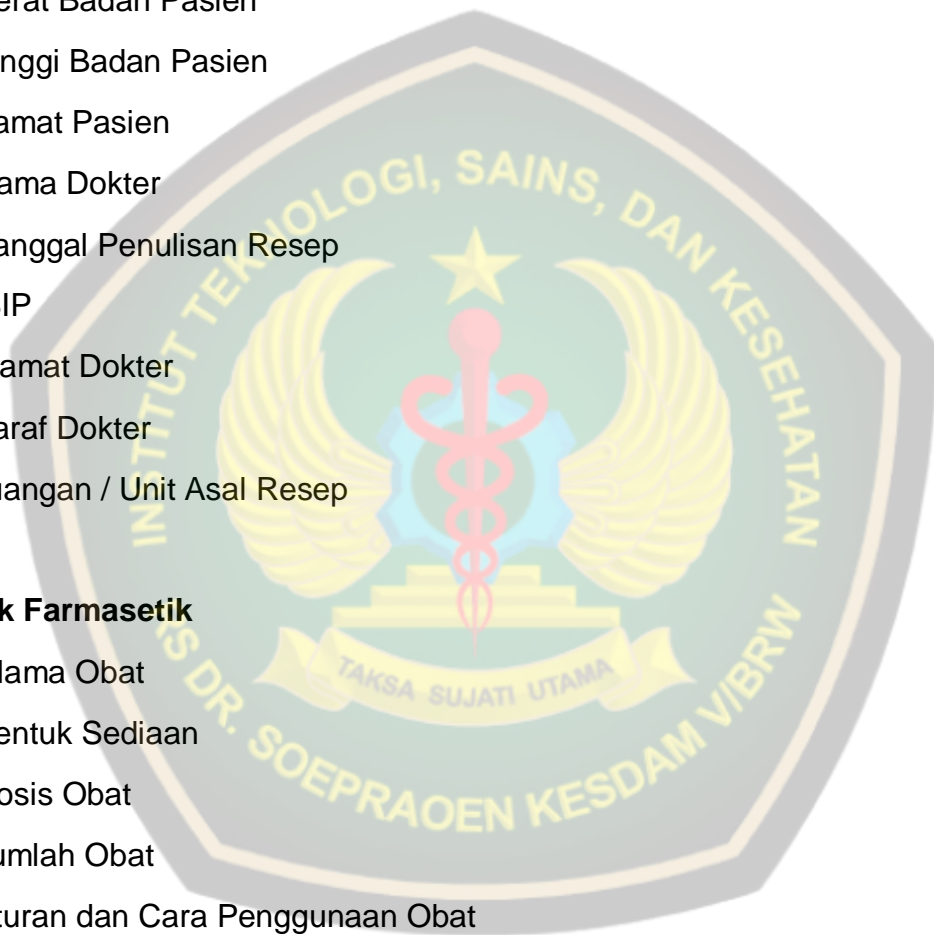 erat Badan Pasien
nggi Badan Pasien
amat Pasien
ama Dokter
anggal Penulisan Resep
IP
amat Dokter
araf Dokter
uangan / Unit Asal Resep
k Farmasetik
ama Obat
entuk Sediaan
osis Obat
umlah Obat
turan dan Cara Penggunaan Obat
INSTITUT TEKNOLOGI, SAINS, DAN KESEHATAN
TAKSA SUJATI UTAMA
RS DR. SOEPRAOEN KESDAM V/BRW